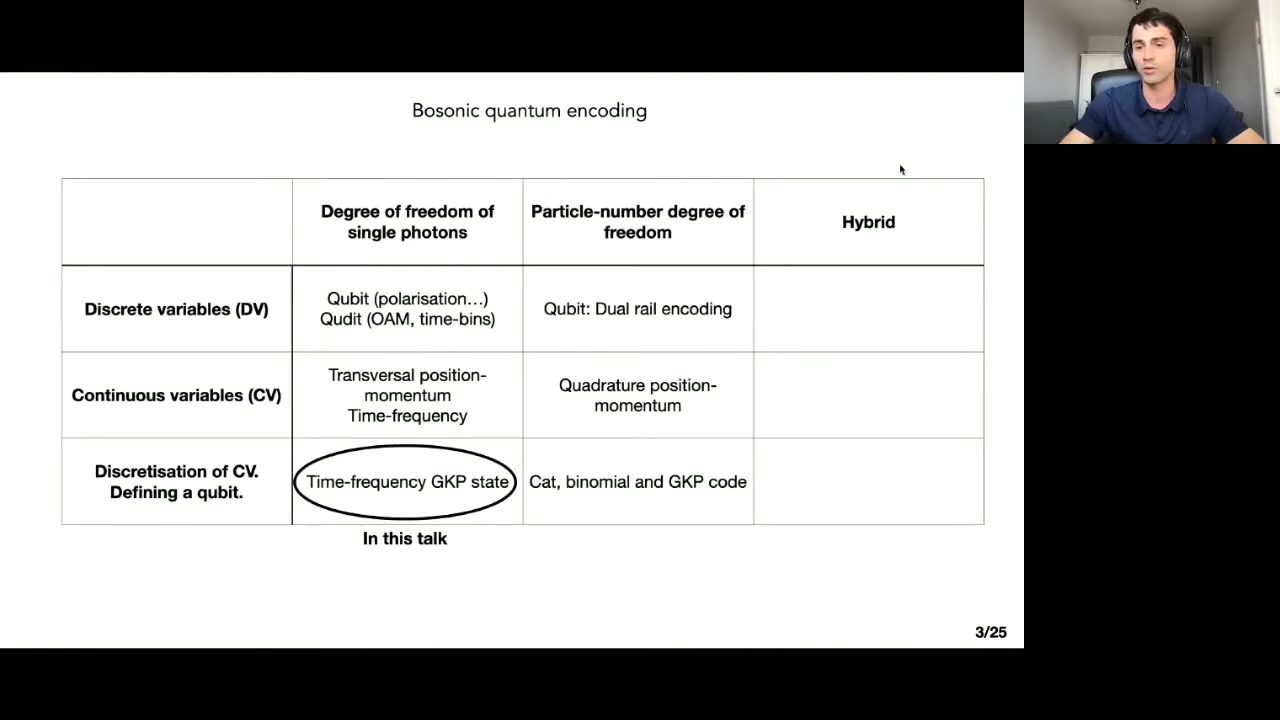 Bosonic quantum encoding
Degree of freedom of
single photons
Particle-number degree of
freedom
Hybrid
Discrete variables (DV)
Qubit (polarisation…)
Qudit (OAM, time-bins)
Qubit: Dual rail encoding
Continuous variables (CV)
Transversal position-
momentum
Time-frequency
Quadrature position-
momentum
Discretisation of CV.
Defining a qubit.
Time-frequency GKP state
Cat, binomial and GKP code
In this talk
3/25